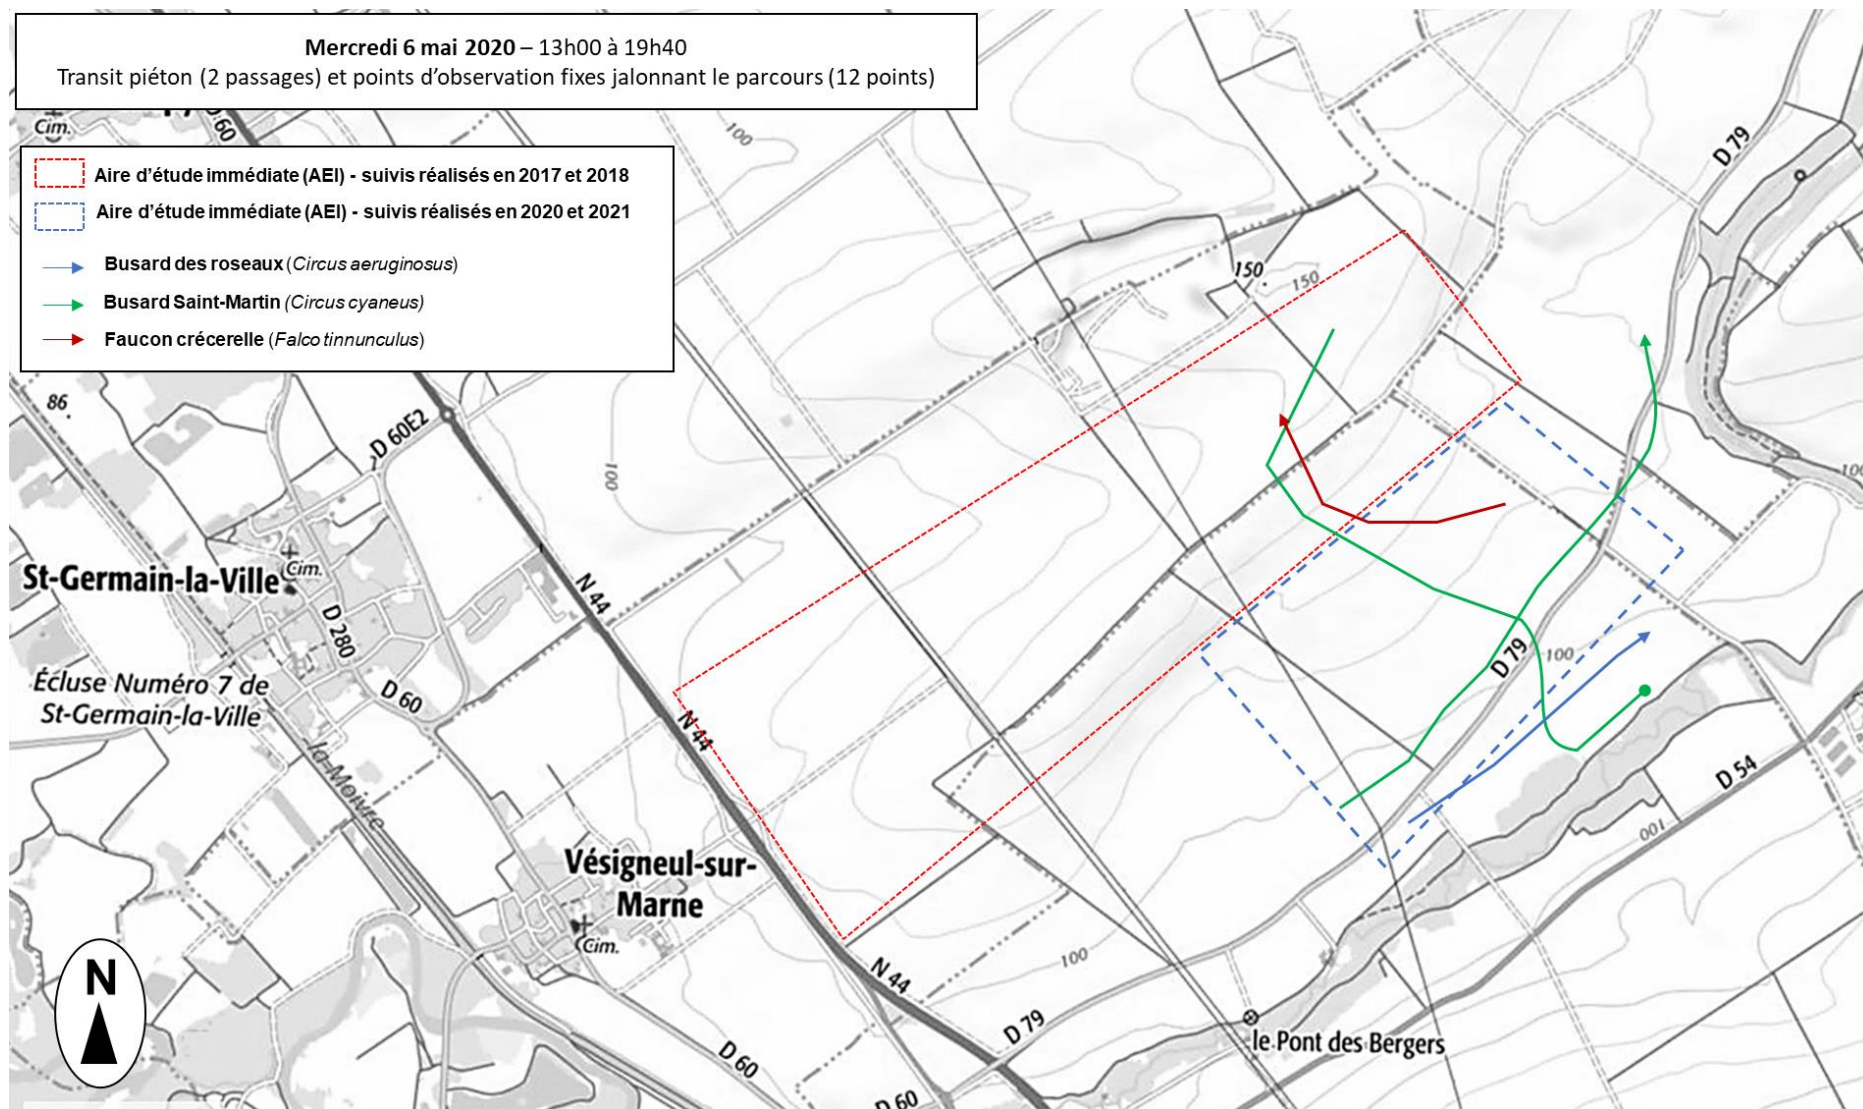 Mercredi 6 mai 2020 – 13h00 à 19h40
Transit piéton (2 passages) et points d'observation fixes jalonnant le parcours (12 points)
Cim.
D 60
Aire d'étude immédiate (AEI) - suivis réalisés en 2017 et 2018
Aire d'étude immédiate (AEI) - suivis réalisés en 2020 et 2021
Busard des roseaux (Circus aeruginosus)
Busard Saint-Martin (Circus cyaneus)
Faucon crécerelle (Falco tinnunculus)
100
D 79
150
150
86
D 60E2
100
100
St-Germain-la-Ville
Cim.
N 44
D 280
Écluse Numéro 7 de
St-Germain-la-Ville
D 60
N 44
la Moivre
D 79
100
D 54
100
Vésigneul-sur-
Marne
Cim.
N
N 44
100
D 79
le Pont des Bergers
D 60
D 60